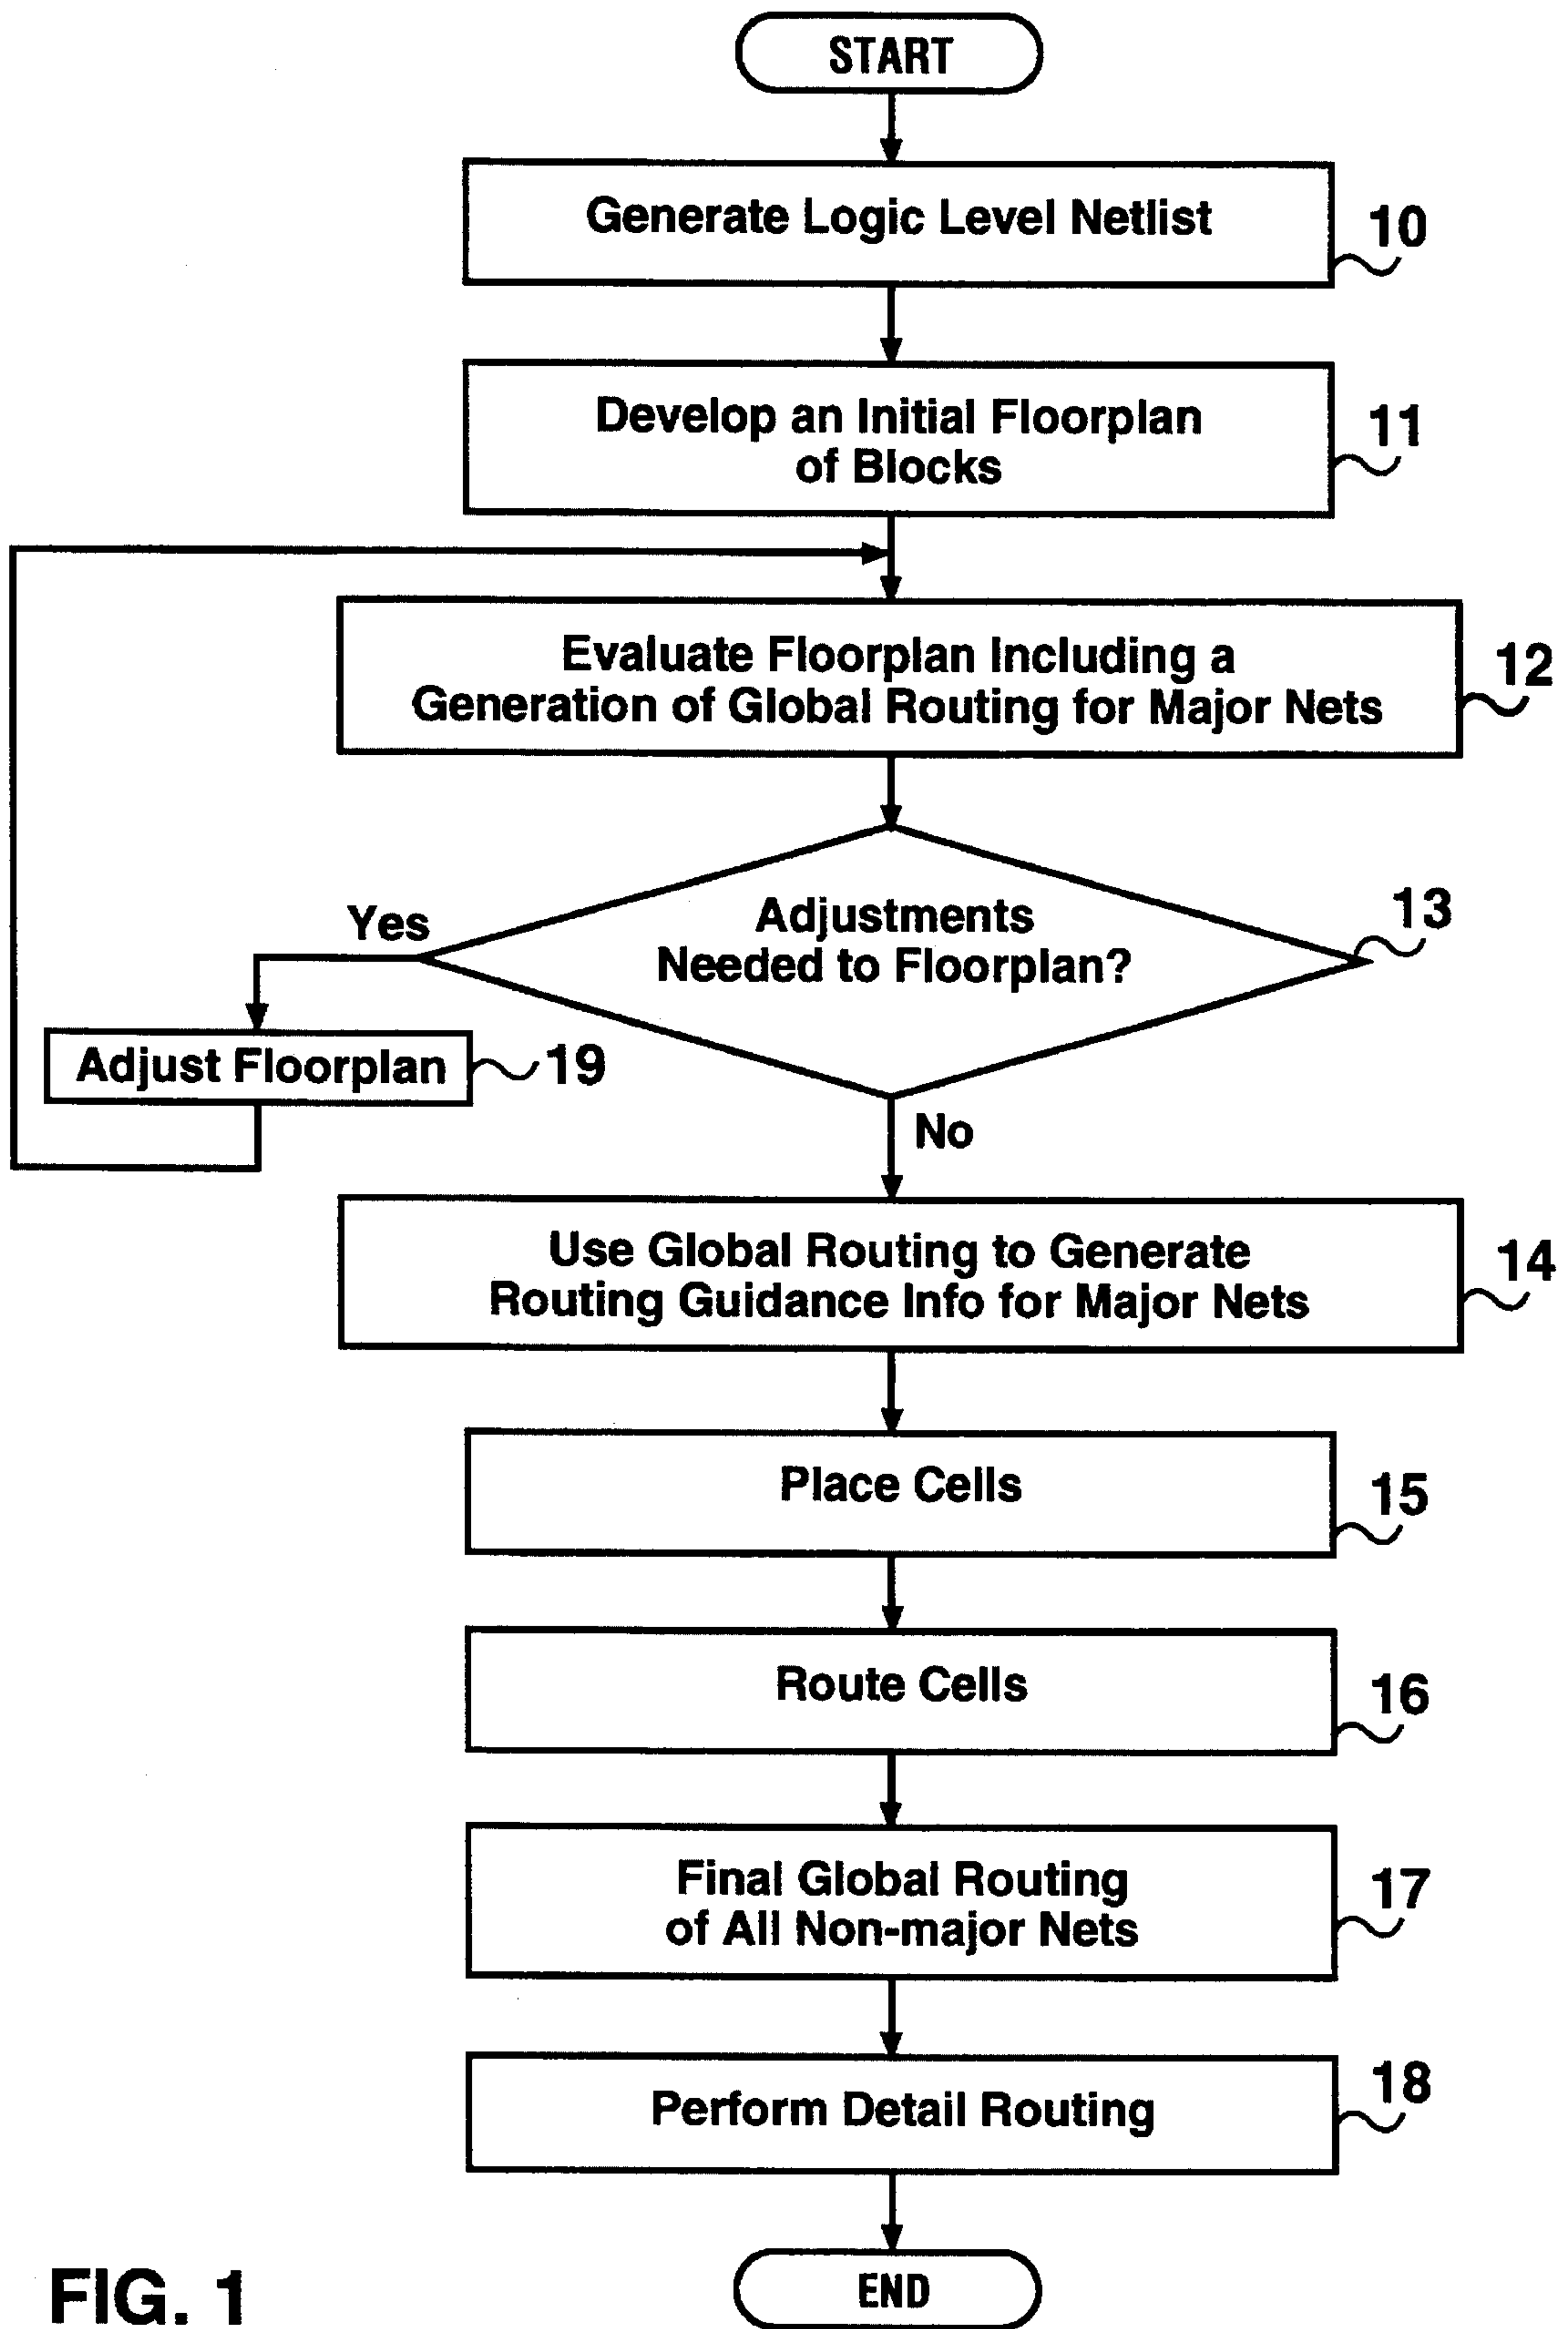 START
Generate Logic Level Netlist
10
Develop an Initial Floorplan
of Blocks
11
Evaluate Floorplan Including a
Generation of Global Routing for Major Nets
12
Adjustments
Needed to Floorplan?
13
Yes
Adjust Floorplan
19
No
Use Global Routing to Generate
Routing Guidance Info for Major Nets
14
Place Cells
15
Route Cells
16
Final Global Routing
of All Non-major Nets
17
Perform Detail Routing
18
END
FIG. 1